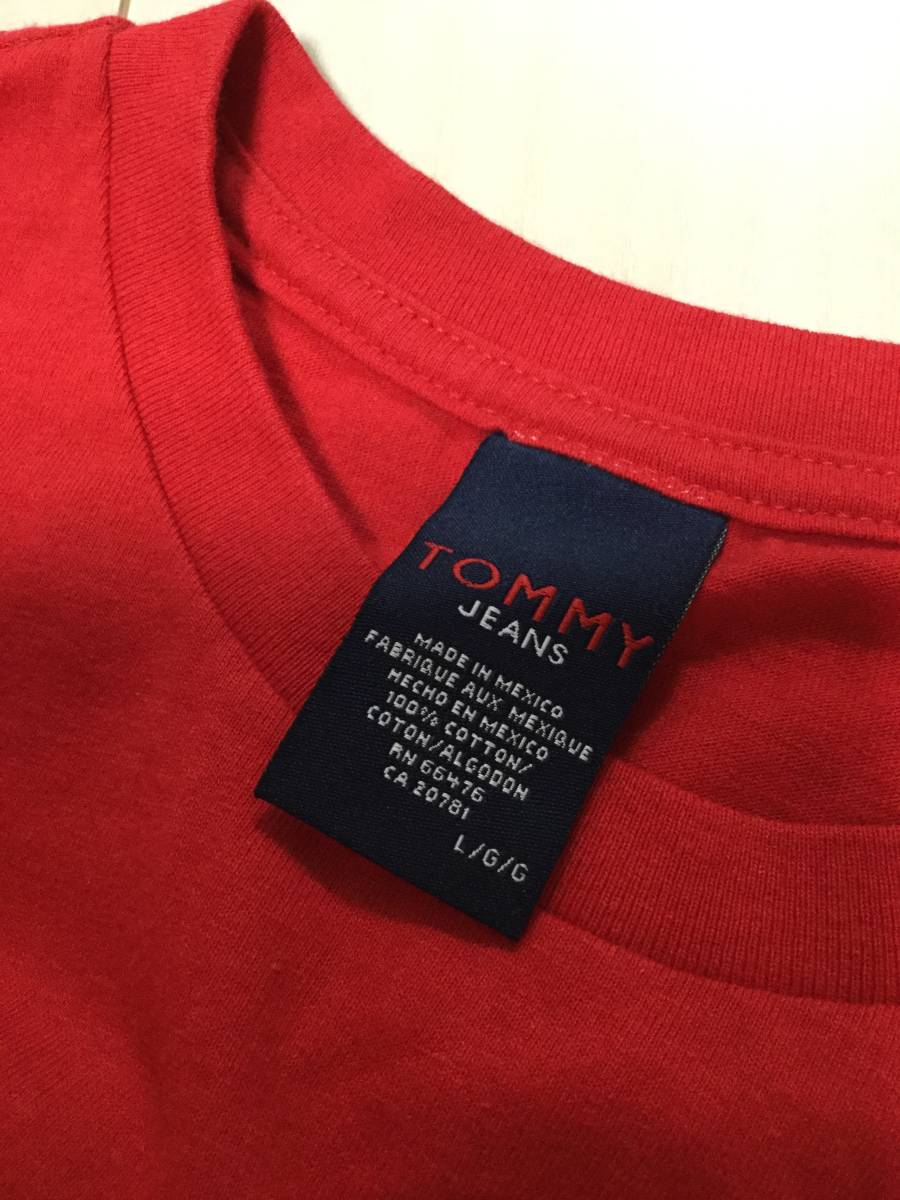 TOMMY
JEANS
MADE IN MEXICO
FABRIQUE AUX MEXIQUE
HECHO EN MEXICO
100% COTTON/
COTON/ALGODON
RN 66476
CA 20781
L/G/G